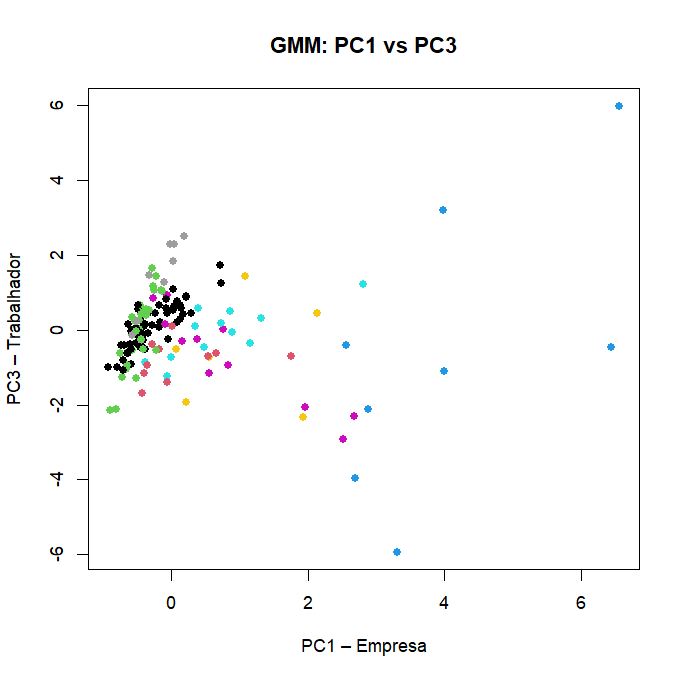 GMM: PC1 vs PC3
6
4
2
0
-2
-4
-6
PC3 – Trabalhador
0 2 4 6
PC1 – Empresa